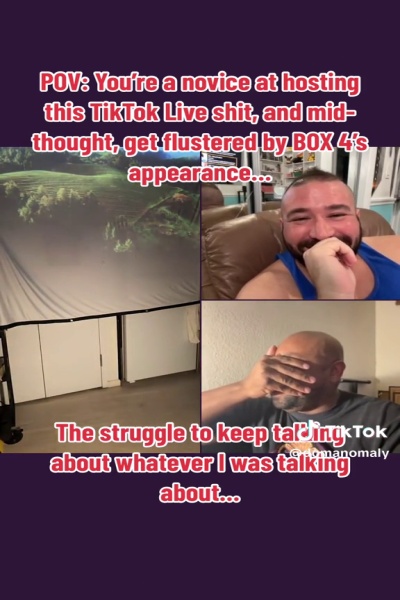 POV: You're a novice at hosting
this TikTok Live shit, and mid-
thought, get flustered by BOX 4's
appearance...
The struggle to keep talking
about whatever I was talking
about...
TikTok